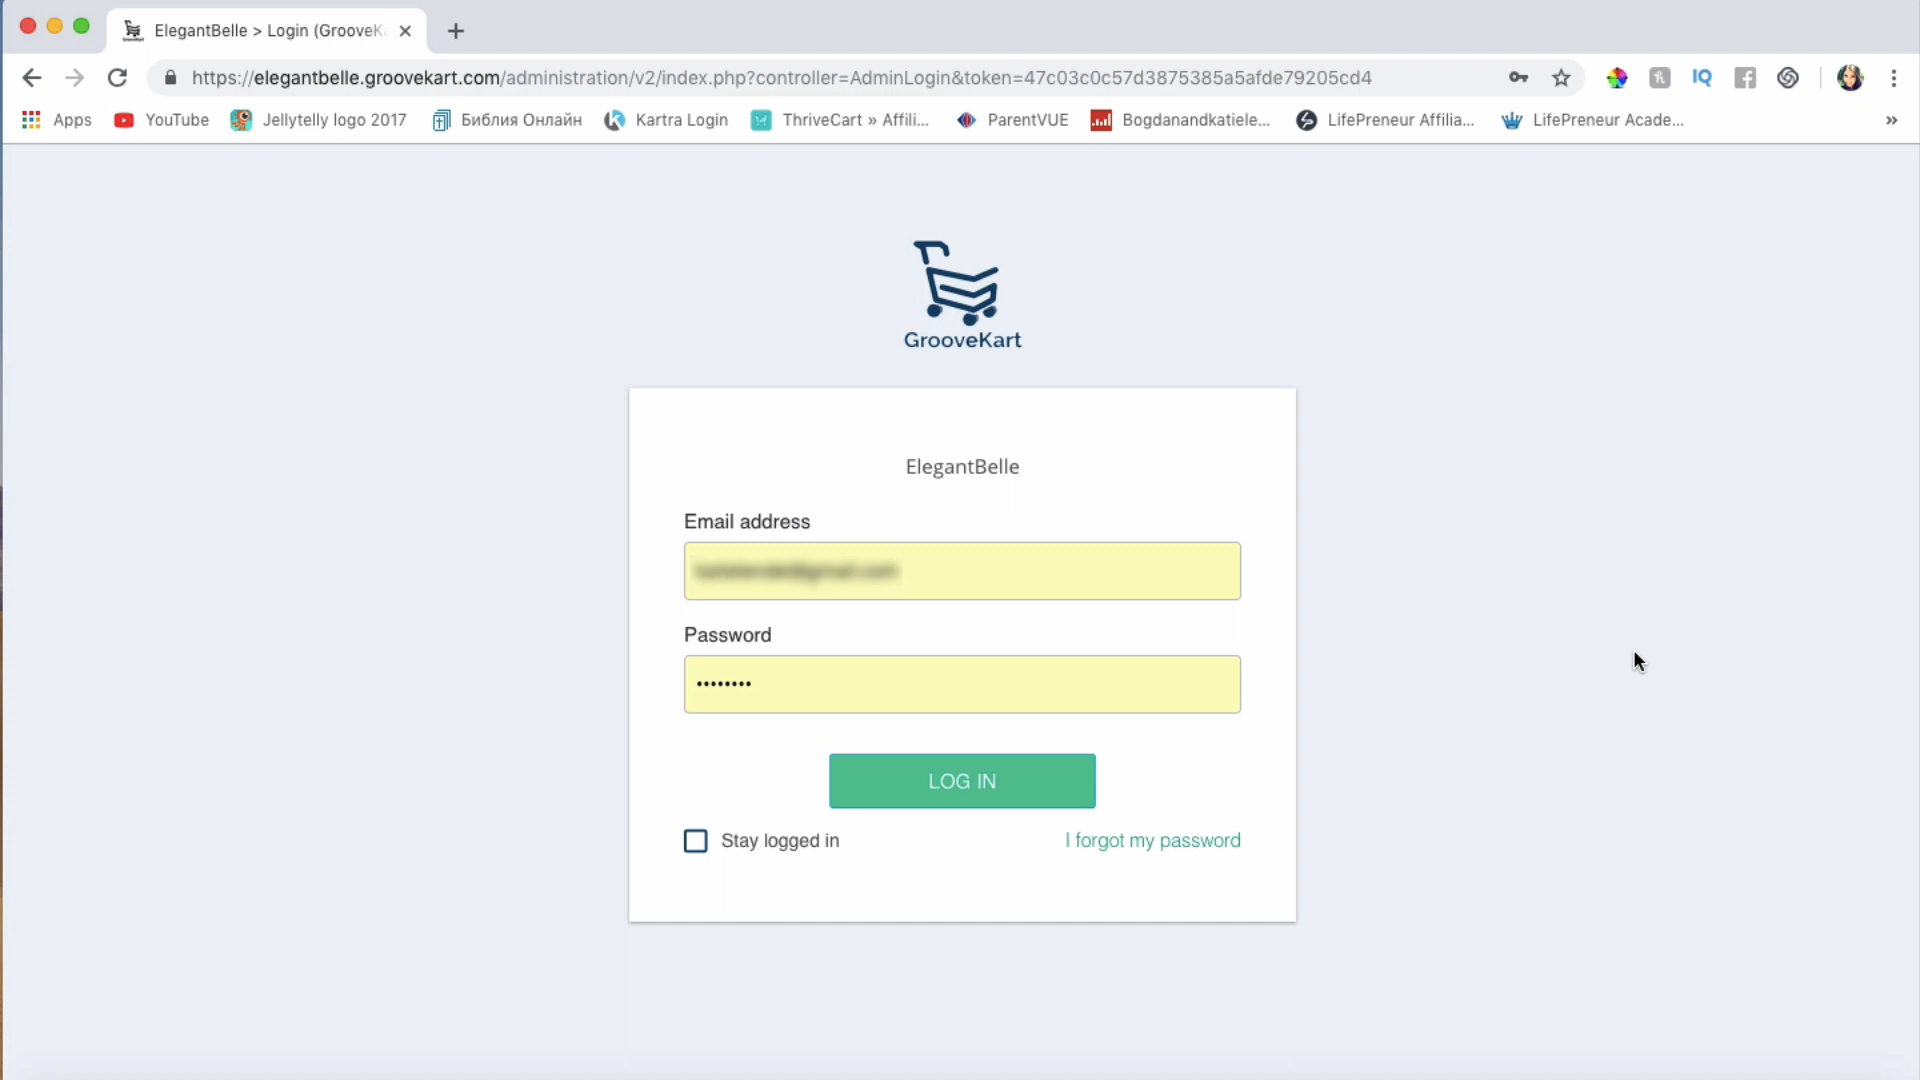 ElegantBelle > Login (GrooveKa
https://elegantbelle.groovekart.com/administration/v2/index.php?controller=AdminLogin&token=47c03c0c57d3875385a5afde79205cd4
IQ
Apps YouTube Jellytelly logo 2017 Библия Онлайн Kartra Login ThriveCart » Affili... ParentVUE Bogdanandkatiele... LifePreneur Affilia... LifePreneur Acade... »
GrooveKart
ElegantBelle
Email address
Password
••••••••
LOG IN
Stay logged in I forgot my password